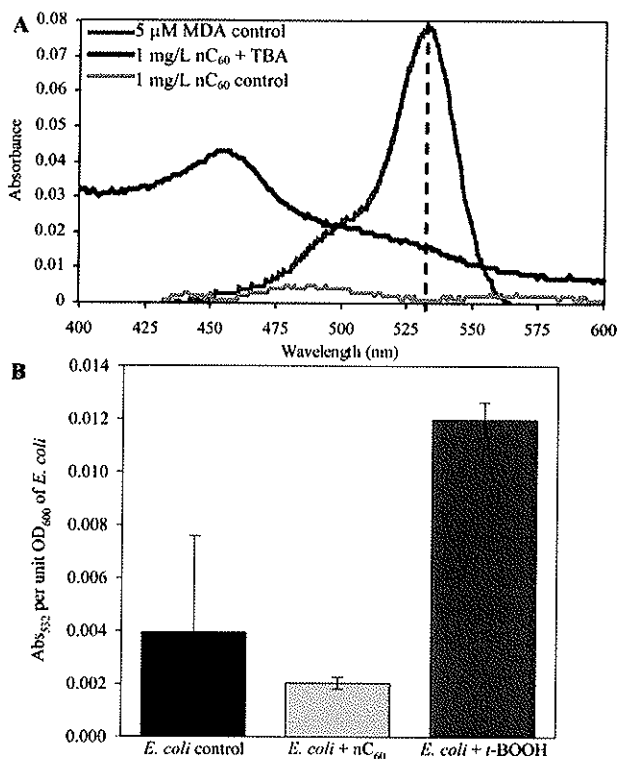 A
0.08
0.07
0.06
0.05
0.04
0.03
0.02
0.01
0
Absorbance
5 μM MDA control
1 mg/L nC₆₀ + TBA
1 mg/L nC₆₀ control
400 425 450 475 500 525 550 575 600
Wavelength (nm)
B
0.014
0.012
0.010
0.008
0.006
0.004
0.002
0.000
Abs₅₃₂ per unit OD₆₀₀ of E. coli
E. coli control E. coli + nC₆₀ E. coli + t-BOOH